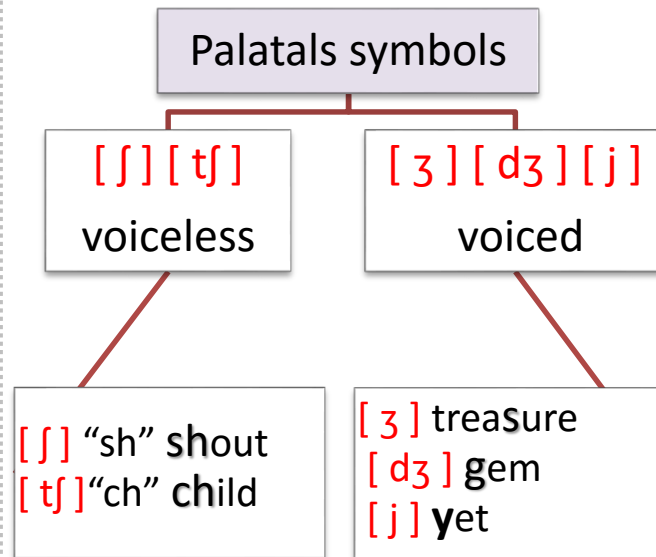 Palatals symbols
[ ʃ ] [ tʃ ]
voiceless
[ ʒ ] [ dʒ ] [ j ]
voiced
[ ʃ ] “sh” shout
[ tʃ ]“ch” child
[ ʒ ] treasure
[ dʒ ] gem
[ j ] yet